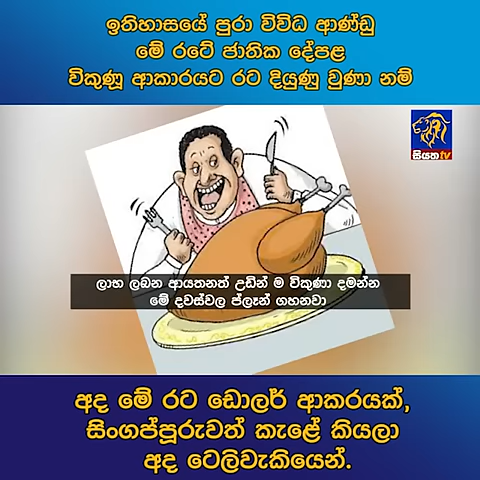 ඉතිහාසයේ පුරා විවිධ ආණ්ඩු
මේ රටේ ජාතික දේපළ
විකුණූ ආකාරයට රට දියුණු වුණා නම්
සියත tv
ලාභ ලබන ආයතනත් උඩින් ම විකුණා දමන්න
මේ දවස්වල ප්ලෑන් ගහනවා
අද මේ රට ඩොලර් ආකරයක්,
සිංගප්පූරුවත් කැළේ කියලා
අද ටෙලිවැකියෙන්.